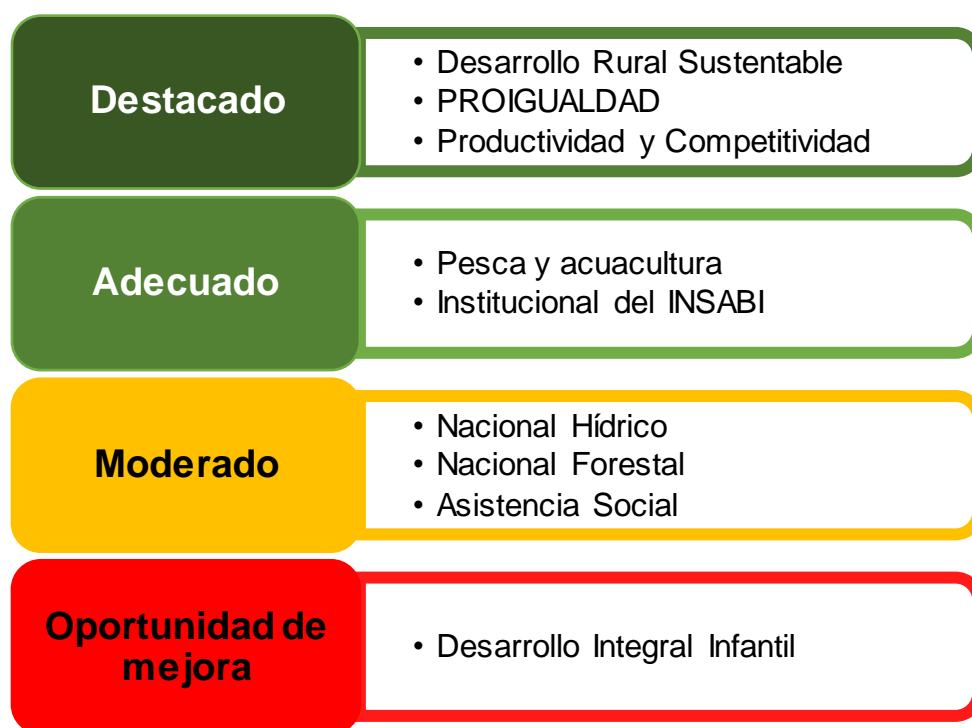 Destacado
• Desarrollo Rural Sustentable
• PROIGUALDAD
• Productividad y Competitividad
Adecuado
• Pesca y acuacultura
• Institucional del INSABI
Moderado
• Nacional Hídrico
• Nacional Forestal
• Asistencia Social
Oportunidad de
mejora
• Desarrollo Integral Infantil